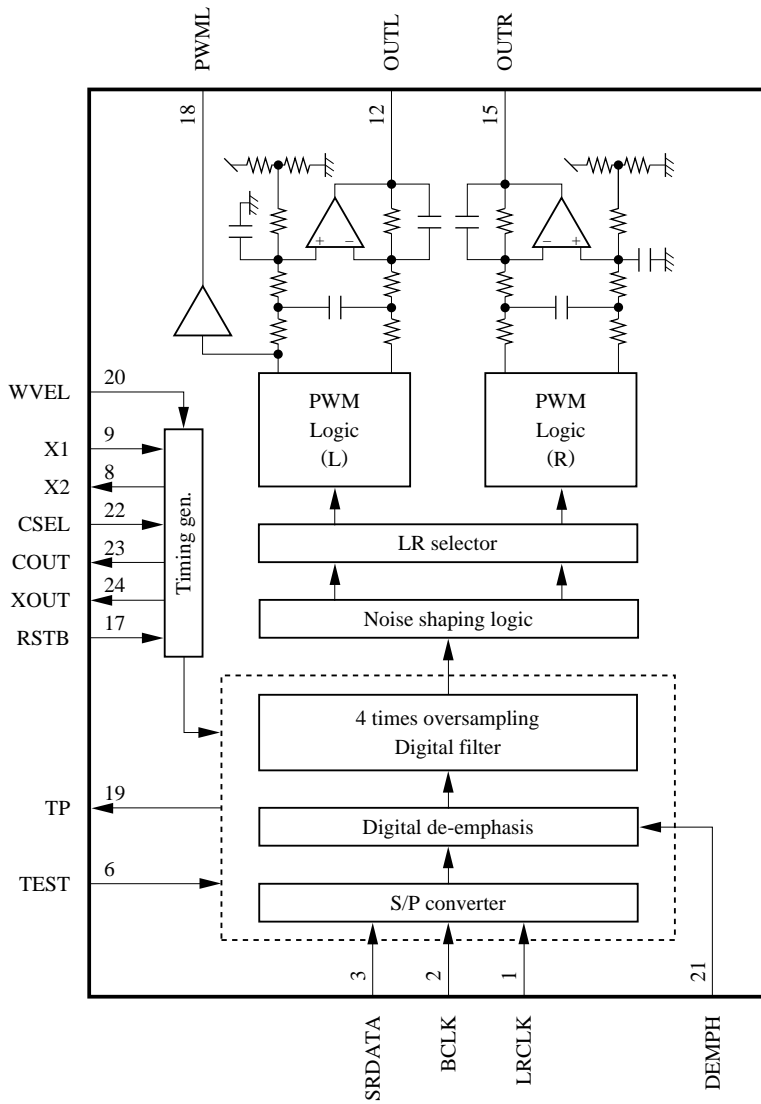 PWML
OUTL
OUTR
18
12
15
+
−
−
+
WVEL
20
X1
9
X2
8
CSEL
22
COUT
23
XOUT
24
RSTB
17
Timing gen.
PWM
Logic
(L)
PWM
Logic
(R)
LR selector
Noise shaping logic
4 times oversampling
Digital filter
TP
19
Digital de-emphasis
TEST
6
S/P converter
3
2
1
21
SRDATA
BCLK
LRCLK
DEMPH